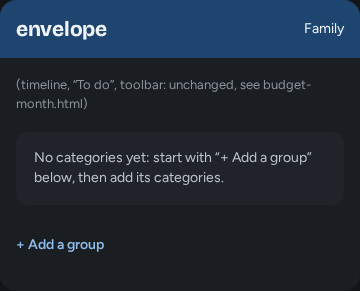 envelope
Family
(timeline, “To do”, toolbar: unchanged, see budget-
month.html)
No categories yet: start with “+ Add a group”
below, then add its categories.
+ Add a group